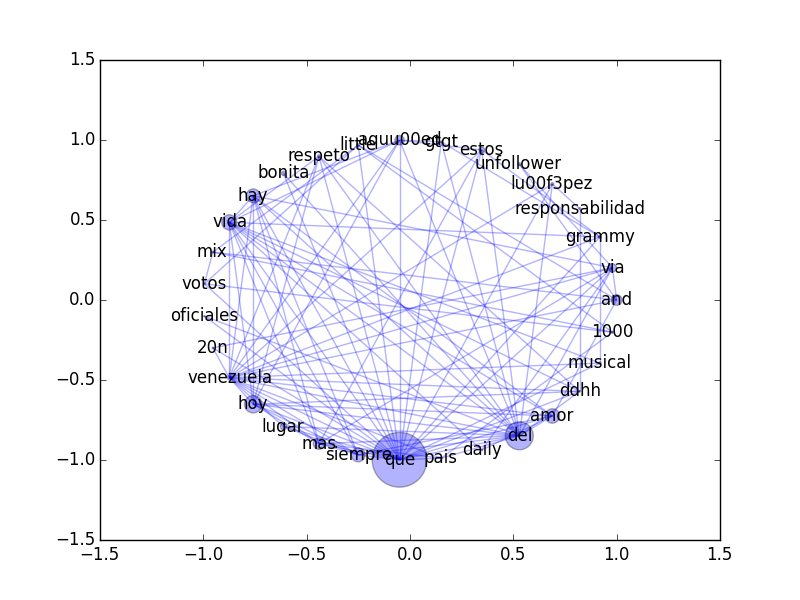 1.5
1.0
0.5
0.0
−0.5
−1.0
−1.5
−1.5
−1.0
−0.5
0.0
0.5
1.0
1.5
aquu00ed
little
gtgt
estos
respeto
unfollower
bonita
lu00f3pez
hay
responsabilidad
vida
grammy
mix
via
votos
and
oficiales
1000
20n
musical
venezuela
ddhh
hoy
amor
lugar
del
mas
daily
siempre
que
pais